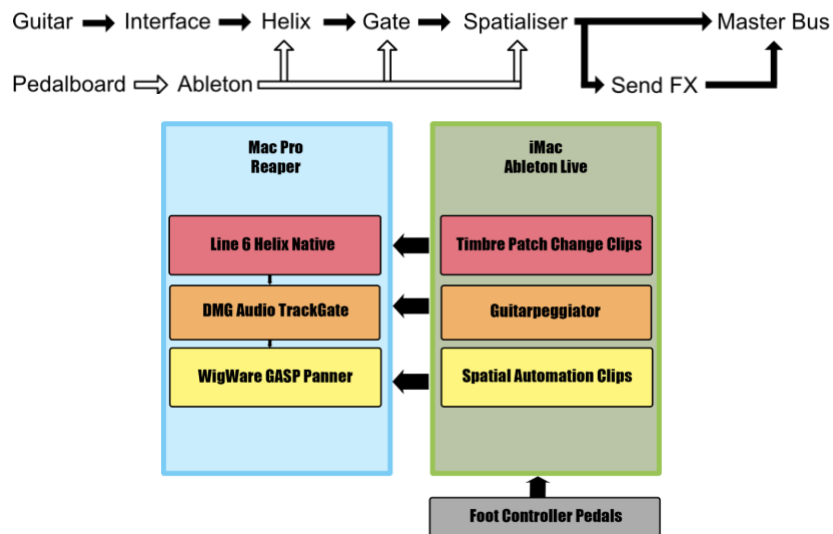 Guitar Interface Helix Gate Spatialiser Master Bus
Pedalboard Ableton Send FX
Mac Pro
Reaper
iMac
Ableton Live
Line 6 Helix Native
Timbre Patch Change Clips
DMG Audio TrackGate
Guitarpeggiator
WigWare GASP Panner
Spatial Automation Clips
Foot Controller Pedals